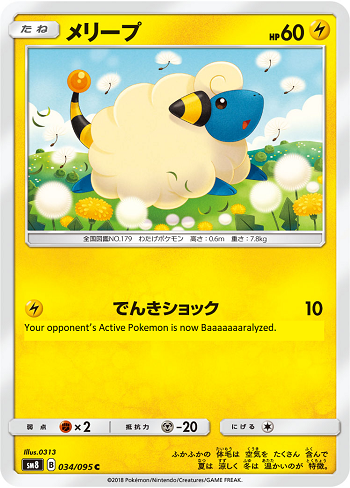 たね メリープ HP60
全国図鑑NO.179 わたげポケモン 高さ:0.6m 重さ:7.8kg
でんきショック 10
Your opponent's Active Pokemon is now Baaaaaaaralyzed.
弱点 ×2 抵抗力 -20 にげる
Illus.0313
sm8 B 034/095 C
ふかふかの 体毛は 空気を たくさん 含んで
夏は 涼しく 冬は 温かいのが 特徴。
©2018 Pokémon/Nintendo/Creatures/GAME FREAK.